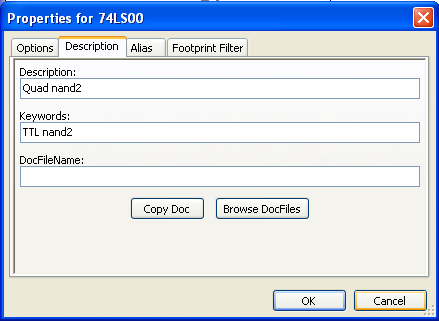 Properties for 74LS00
Options Description Alias Footprint Filter
Description:
Quad nand2
Keywords:
TTL nand2
DocFileName:
Copy Doc Browse DocFiles
OK Cancel